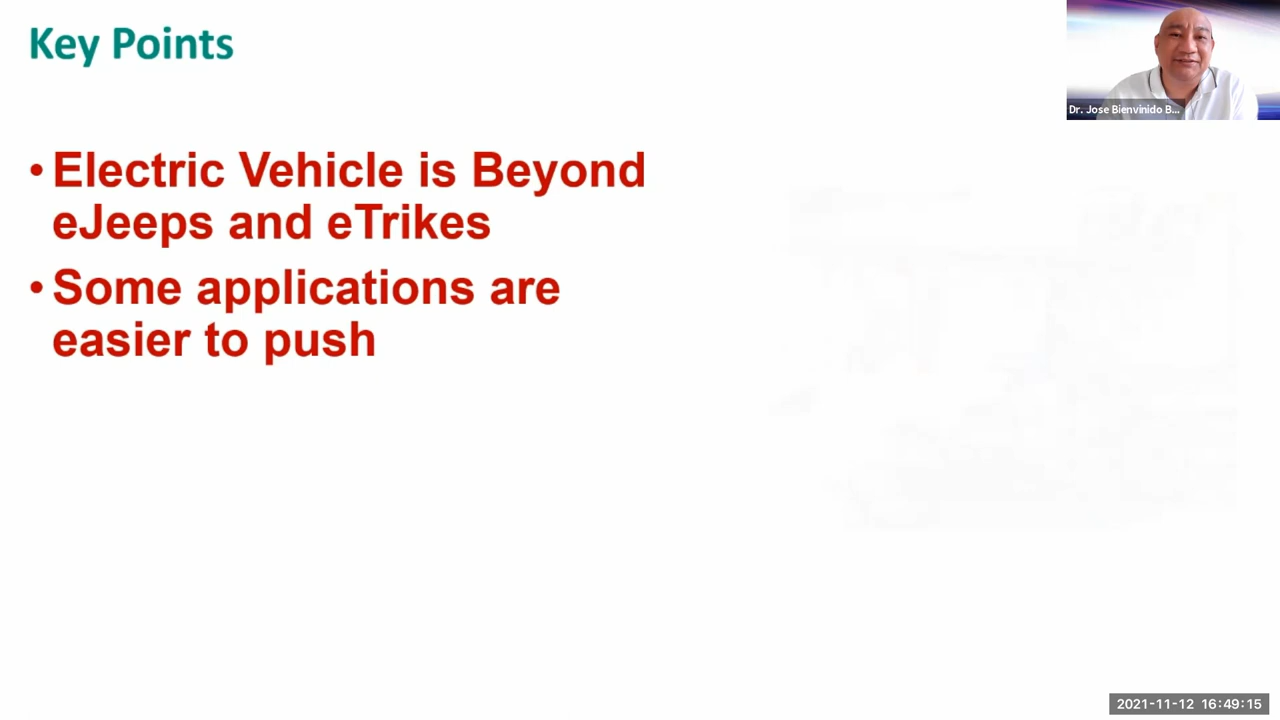 Key Points
Dr. Jose Bienvinido B...
• Electric Vehicle is Beyond
eJeeps and eTrikes
• Some applications are
easier to push
2021-11-12 16:49:15